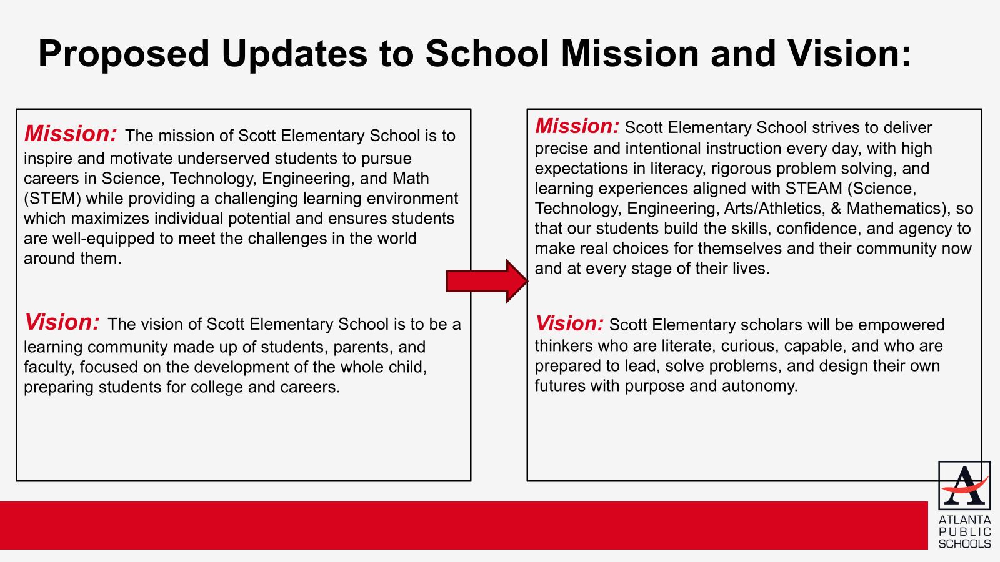 Proposed Updates to School Mission and Vision:
Mission: The mission of Scott Elementary School is to
inspire and motivate underserved students to pursue
careers in Science, Technology, Engineering, and Math
(STEM) while providing a challenging learning environment
which maximizes individual potential and ensures students
are well-equipped to meet the challenges in the world
around them.
Vision: The vision of Scott Elementary School is to be a
learning community made up of students, parents, and
faculty, focused on the development of the whole child,
preparing students for college and careers.
Mission: Scott Elementary School strives to deliver
precise and intentional instruction every day, with high
expectations in literacy, rigorous problem solving, and
learning experiences aligned with STEAM (Science,
Technology, Engineering, Arts/Athletics, & Mathematics), so
that our students build the skills, confidence, and agency to
make real choices for themselves and their community now
and at every stage of their lives.
Vision: Scott Elementary scholars will be empowered
thinkers who are literate, curious, capable, and who are
prepared to lead, solve problems, and design their own
futures with purpose and autonomy.
A
ATLANTA
PUBLIC
SCHOOLS